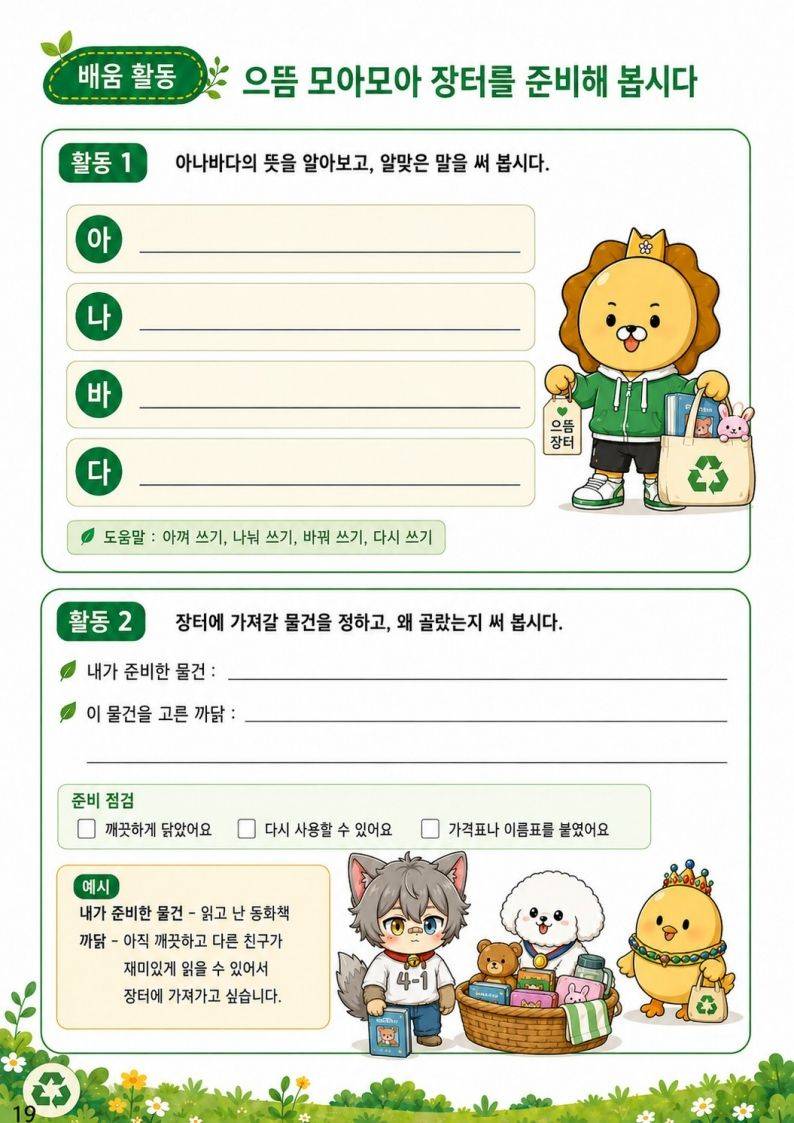 배움 활동
으뜸 모아모아 장터를 준비해 봅시다
활동 1
아나바다의 뜻을 알아보고, 알맞은 말을 써 봅시다.
아
나
바
다
으뜸
장터
도움말 : 아껴 쓰기, 나눠 쓰기, 바꿔 쓰기, 다시 쓰기
활동 2
장터에 가져갈 물건을 정하고, 왜 골랐는지 써 봅시다.
내가 준비한 물건 :
이 물건을 고른 까닭 :
준비 점검
깨끗하게 닦았어요
다시 사용할 수 있어요
가격표나 이름표를 붙였어요
예시
내가 준비한 물건 – 읽고 난 동화책
까닭 – 아직 깨끗하고 다른 친구가
재미있게 읽을 수 있어서
장터에 가져가고 싶습니다.
4-1
19